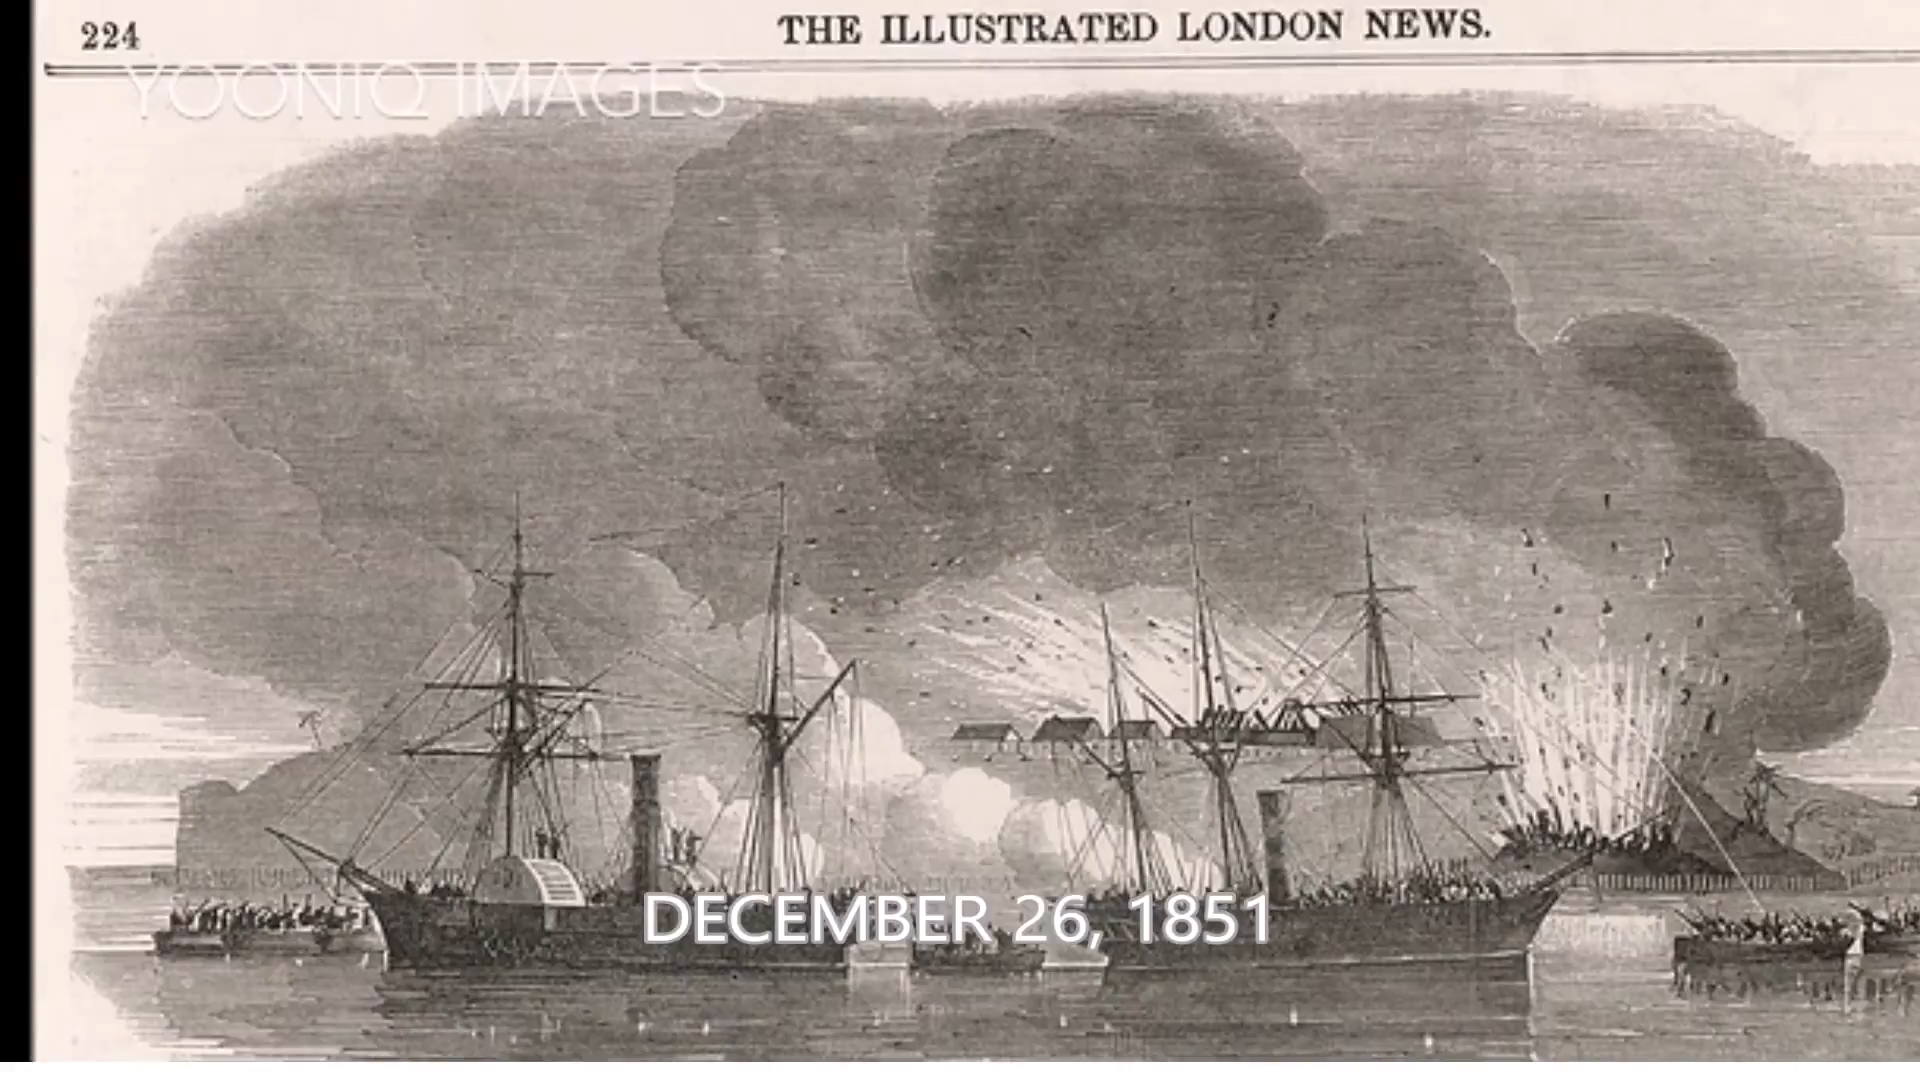 224
THE ILLUSTRATED LONDON NEWS.
YOONIQ IMAGES
DECEMBER 26, 1851